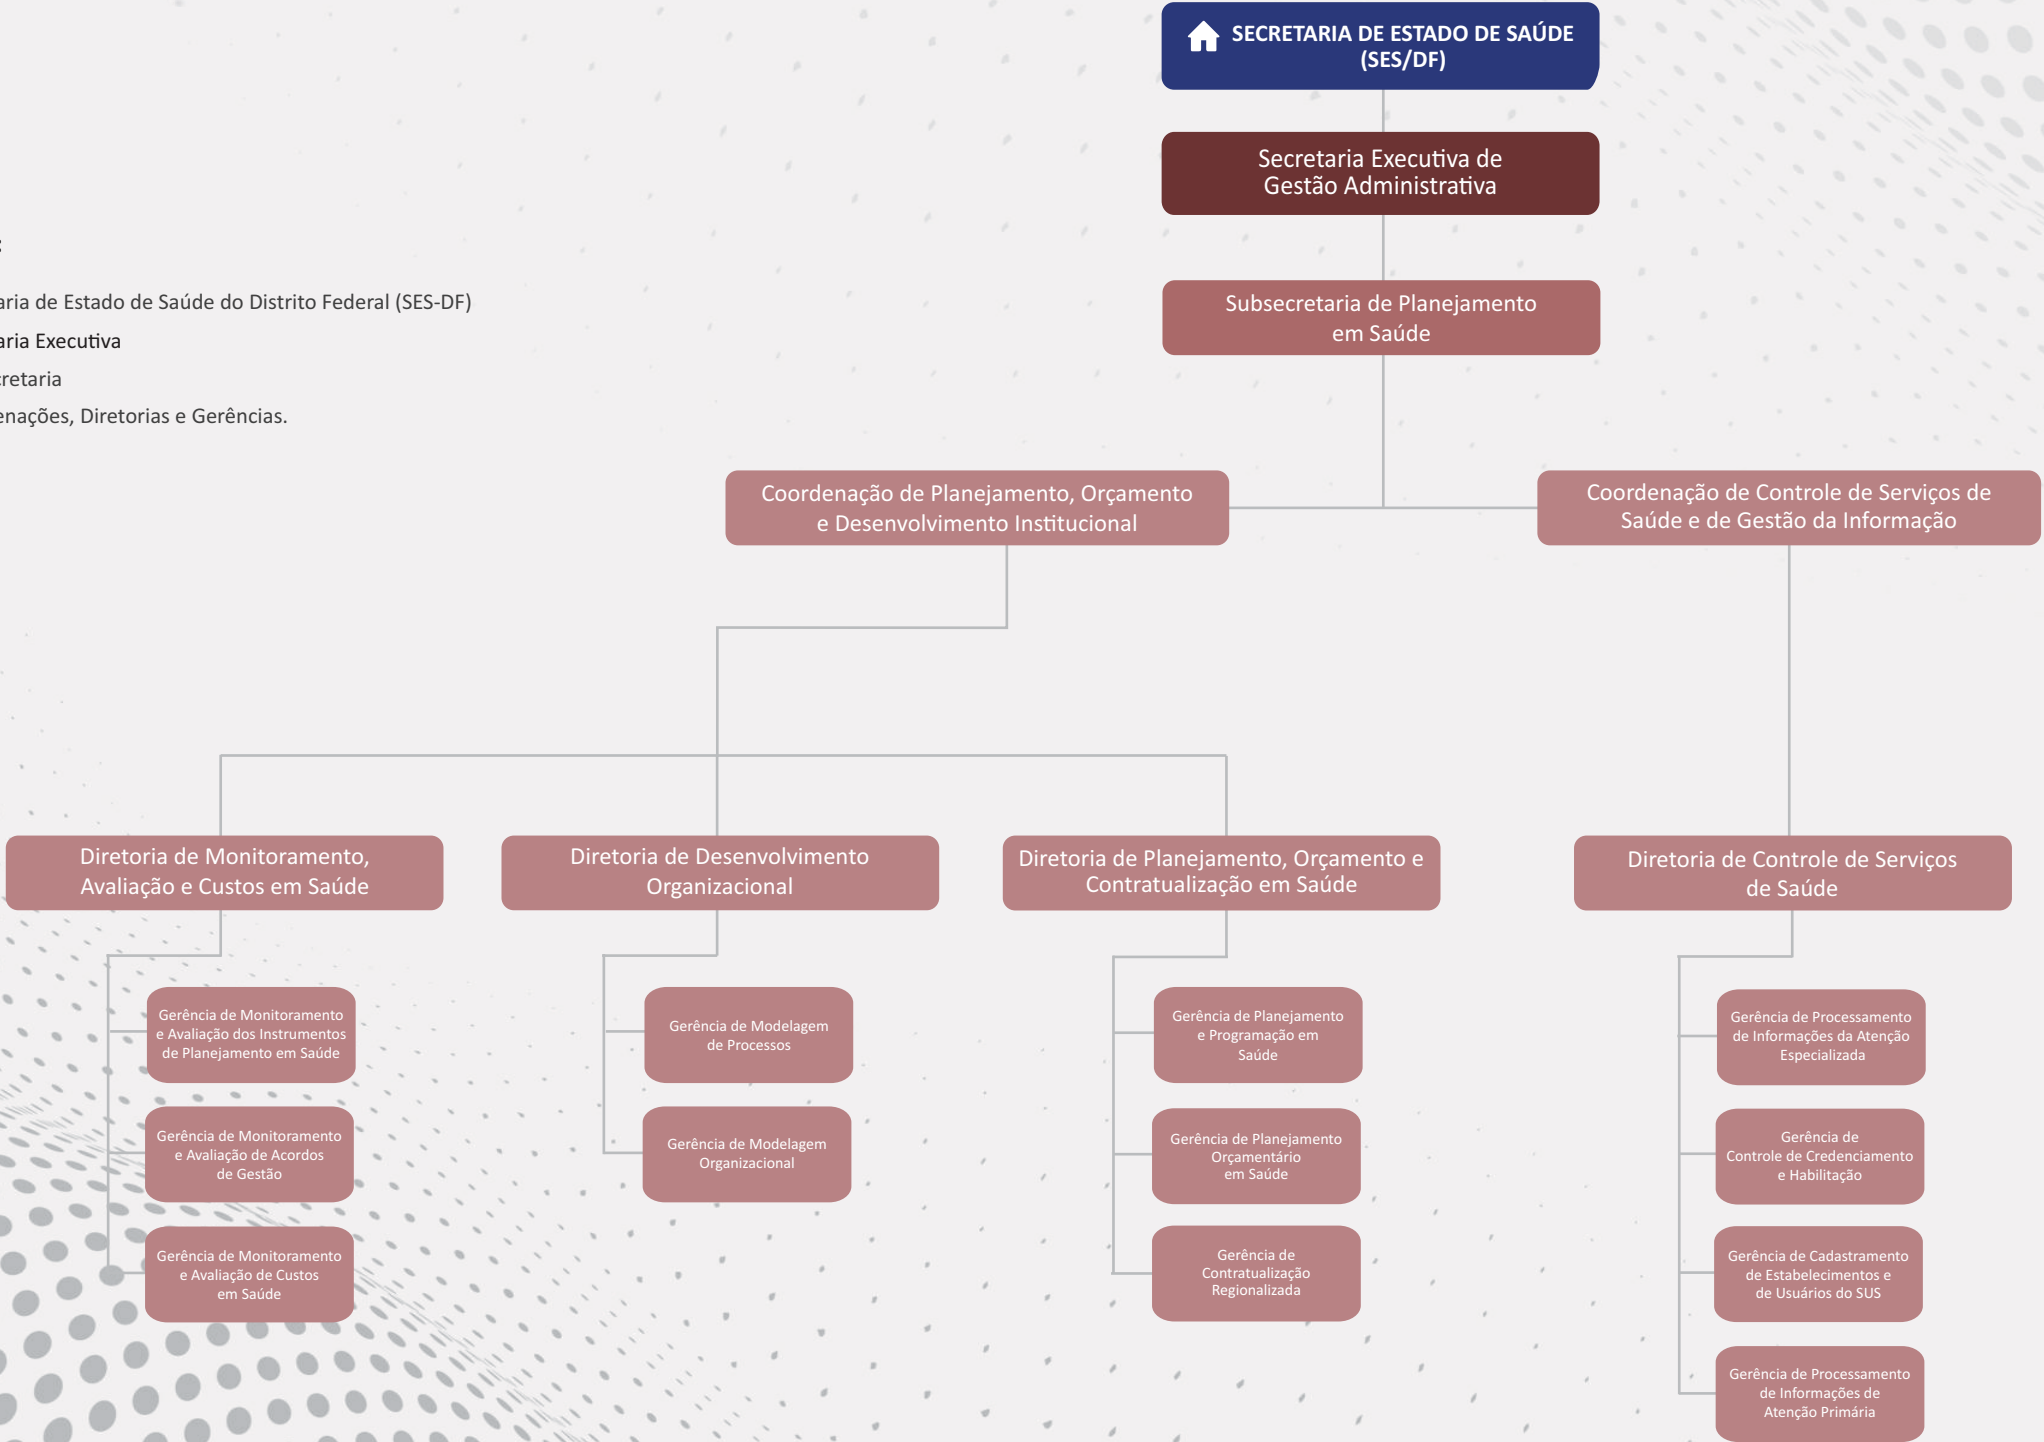 SECRETARIA DE ESTADO DE SAÚDE
(SES/DF)
Secretaria Executiva de
Gestão Administrativa
Subsecretaria de Planejamento
em Saúde
:
aria de Estado de Saúde do Distrito Federal (SES-DF)
aria Executiva
cretaria
enações, Diretorias e Gerências.
Coordenação de Planejamento, Orçamento
e Desenvolvimento Institucional
Coordenação de Controle de Serviços de
Saúde e de Gestão da Informação
Diretoria de Monitoramento,
Avaliação e Custos em Saúde
Diretoria de Desenvolvimento
Organizacional
Diretoria de Planejamento, Orçamento e
Contratualização em Saúde
Diretoria de Controle de Serviços
de Saúde
Gerência de Monitoramento
e Avaliação dos Instrumentos
de Planejamento em Saúde
Gerência de Monitoramento
e Avaliação de Acordos
de Gestão
Gerência de Monitoramento
e Avaliação de Custos
em Saúde
Gerência de Modelagem
de Processos
Gerência de Modelagem
Organizacional
Gerência de Planejamento
e Programação em
Saúde
Gerência de Planejamento
Orçamentário
em Saúde
Gerência de
Contratualização
Regionalizada
Gerência de Processamento
de Informações da Atenção
Especializada
Gerência de
Controle de Credenciamento
e Habilitação
Gerência de Cadastramento
de Estabelecimentos e
de Usuários do SUS
Gerência de Processamento
de Informações de
Atenção Primária